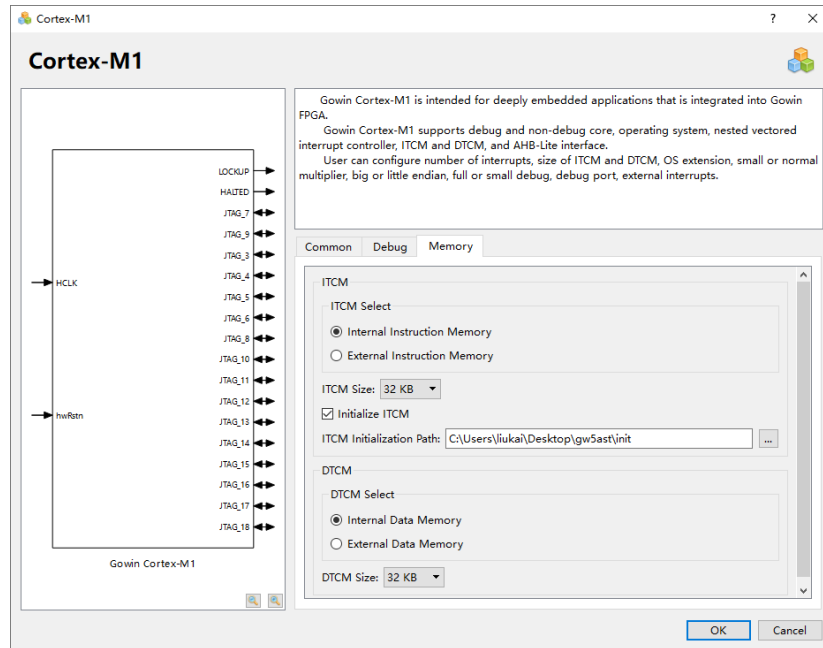 Cortex-M1
?
Cortex-M1
LOCKUP
HALTED
JTAG_7
JTAG_9
JTAG_3
HCLK
JTAG_4
JTAG_5
JTAG_6
JTAG_8
JTAG_10
JTAG_11
JTAG_12
hwRstn
JTAG_13
JTAG_14
JTAG_15
JTAG_16
JTAG_17
JTAG_18
Gowin Cortex-M1
Gowin Cortex-M1 is intended for deeply embedded applications that is integrated into Gowin
FPGA.
Gowin Cortex-M1 supports debug and non-debug core, operating system, nested vectored
interrupt controller, ITCM and DTCM, and AHB-Lite interface.
User can configure number of interrupts, size of ITCM and DTCM, OS extension, small or normal
multiplier, big or little endian, full or small debug, debug port, external interrupts.
Common Debug Memory
ITCM
ITCM Select
Internal Instruction Memory
External Instruction Memory
ITCM Size: 32 KB
Initialize ITCM
ITCM Initialization Path: C:\Users\liukai\Desktop\gw5ast\init ...
DTCM
DTCM Select
Internal Data Memory
External Data Memory
DTCM Size: 32 KB
OK Cancel